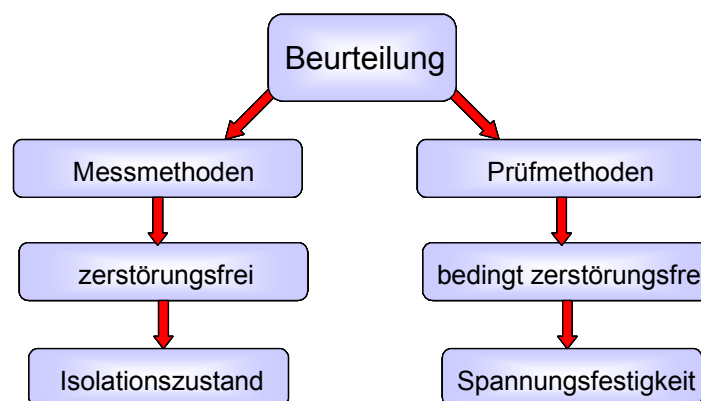 Beurteilung
Messmethoden
Prüfmethoden
zerstörungsfrei
bedingt zerstörungsfre
Isolationszustand
Spannungsfestigkeit